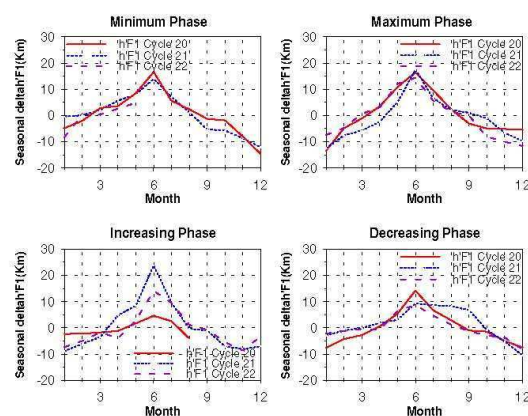 Minimum Phase
Seasonal deltah'F1(Km)
30
20
10
0
-10
-20
'h'F1 Cycle 20
'h'F1 Cycle 21
'h'F1 Cycle 22
3 6 9 12
Month
Maximum Phase
Seasonal deltah'F1(Km)
30
20
10
0
-10
-20
'h'F1 Cycle 20
'h'F1 Cycle 21
'h'F1 Cycle 22
3 6 9 12
Month
Increasing Phase
Seasonal deltah'F1(Km)
30
20
10
0
-10
-20
h'F1 Cycle 20
h'F1 Cycle 21
h'F1 Cycle 22
3 6 9 12
Month
Decreasing Phase
Seasonal deltah'F1(Km)
30
20
10
0
-10
-20
'h'F1 Cycle 20
'h'F1 Cycle 21
'h'F1 Cycle 22
3 6 9 12
Month